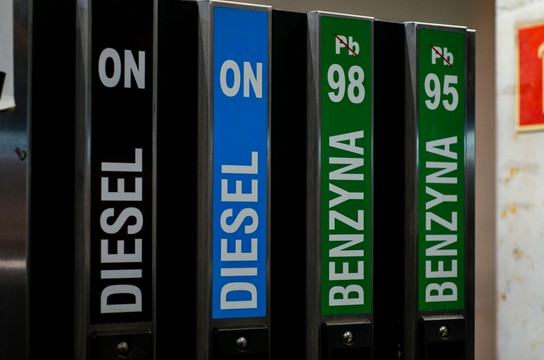 ON
DIESEL
ON
DIESEL
Pb
98
BENZYNA
Pb
95
BENZYNA